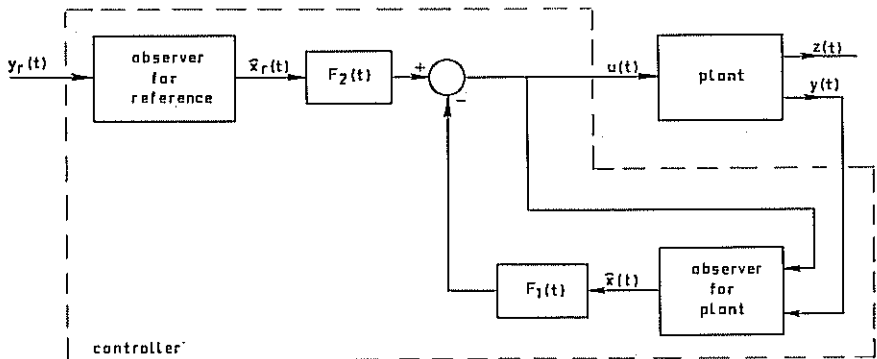 y_r(t)
observer
for
reference
x̂_r(t)
F_2(t)
+
−
u(t)
plant
z(t)
y(t)
F_1(t)
x̂(t)
observer
for
plant
controller